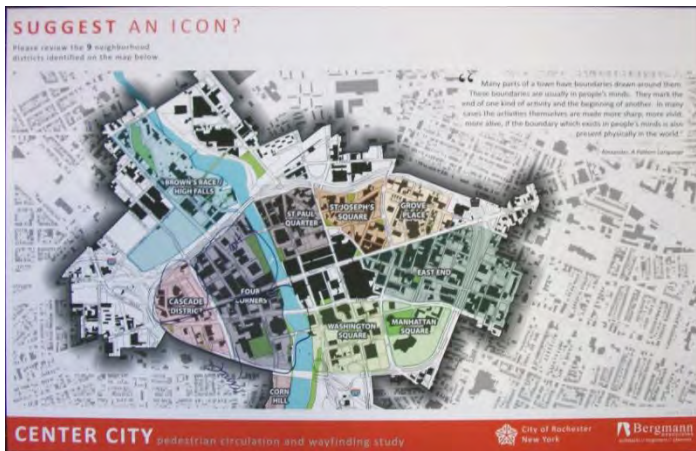 SUGGEST AN ICON?
Please review the 9 neighborhood
districts identified on the map below.
“ Many parts of a town have boundaries drawn around them.
These boundaries are usually in people's minds. They mark the
end of one kind of activity and the beginning of another. In many
cases the activities themselves are made more sharp, more vivid,
more alive, if the boundary which exists in people's minds is also
present physically in the world.”
Alexander, A Pattern Language
BROWN'S RACE /
HIGH FALLS
ST PAUL
QUARTER
ST JOSEPH'S
SQUARE
GROVE
PLACE
EAST END
CASCADE
DISTRICT
FOUR
CORNERS
WASHINGTON
SQUARE
MANHATTAN
SQUARE
CORN
HILL
CENTER CITY pedestrian circulation and wayfinding study
City of Rochester
New York
Bergmann
associates